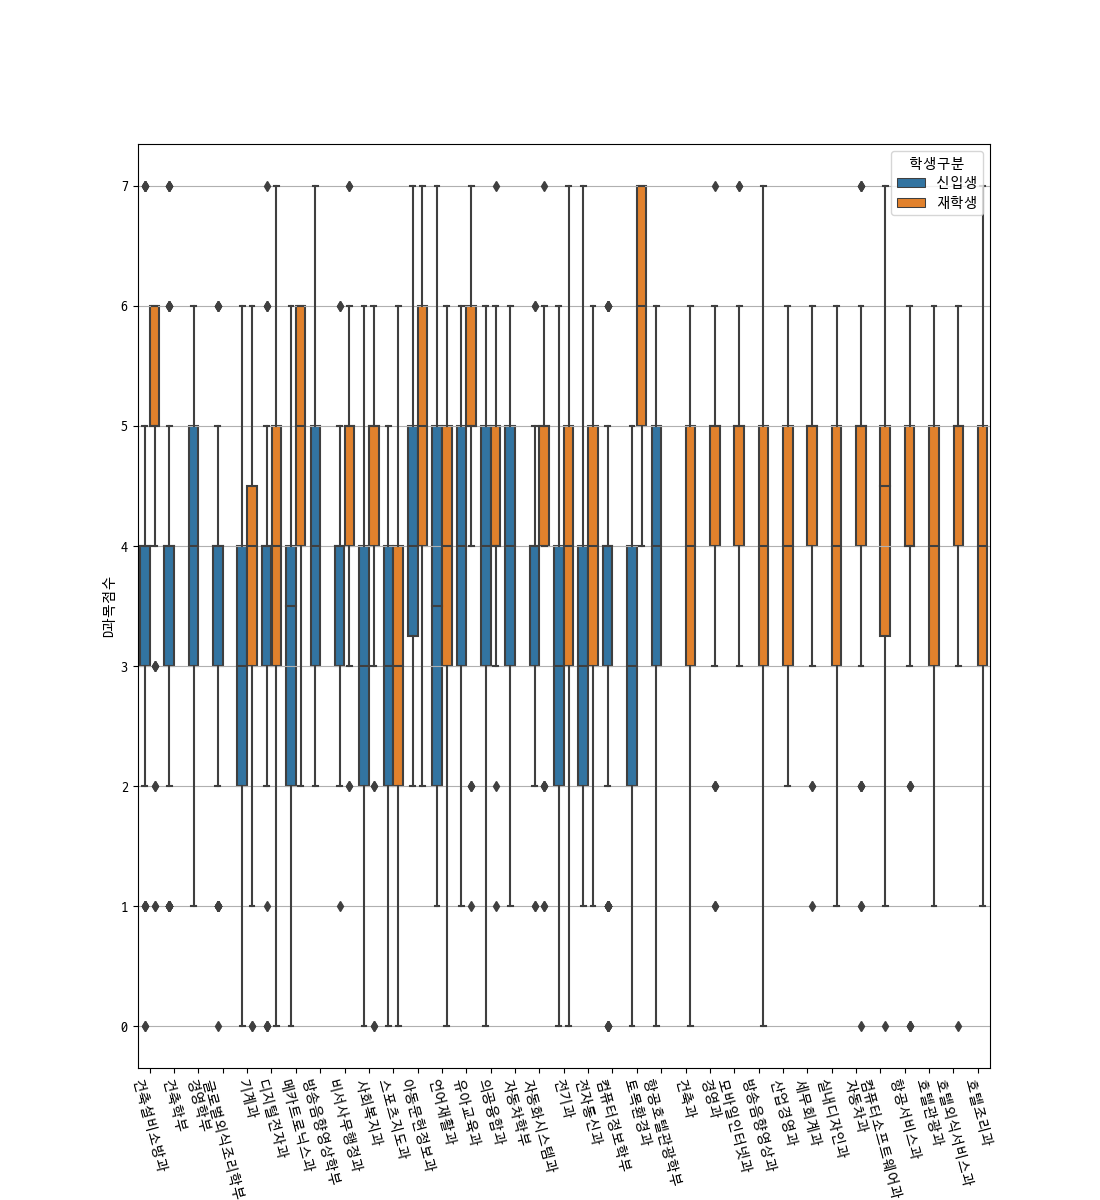 학생구분
신입생
재학생
D과목점수
7
6
5
4
3
2
1
0
건축설비소방과
건축학부
경영학부
글로벌외식조리학부
기계과
디지털전자과
메카트로닉스과
방송음향영상학부
비서사무행정과
사회복지과
스포츠지도과
아동문헌정보과
언어재활과
유아교육과
의공융합과
자동차학부
자동화시스템과
전기과
전자통신과
컴퓨터정보학부
토목환경과
항공호텔관광학부
건축과
경영과
모바일인터넷과
방송음향영상과
산업경영과
세무회계과
실내디자인과
자동차과
컴퓨터소프트웨어과
항공서비스과
호텔관광과
호텔외식서비스과
호텔조리과